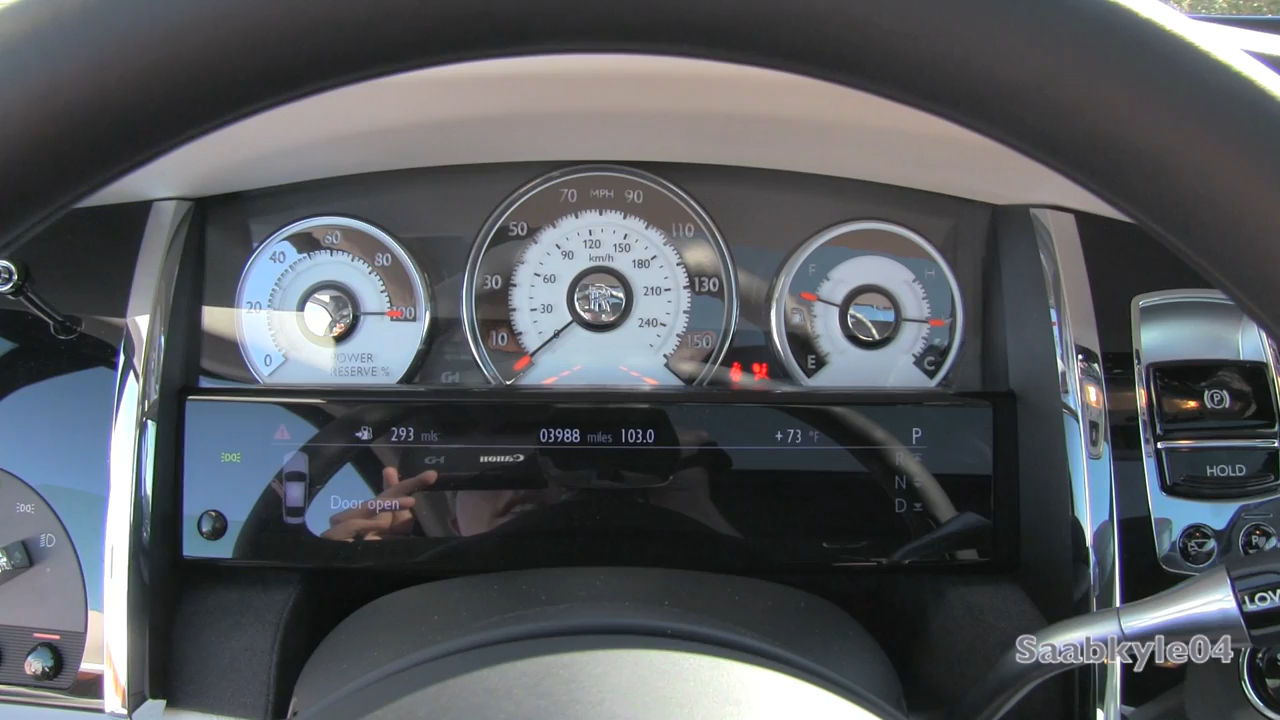 70 MPH 90
50 110
30 130
10 150
120 150
90 km/h 180
60 210
30 240
0
60
40 80
20 100
0
POWER
RESERVE %
F H
E C
293 mls
03988 miles 103.0
+73 °F
P
R
N
D
Door open
Canon
(P)
HOLD
LOW
Saabkyle04